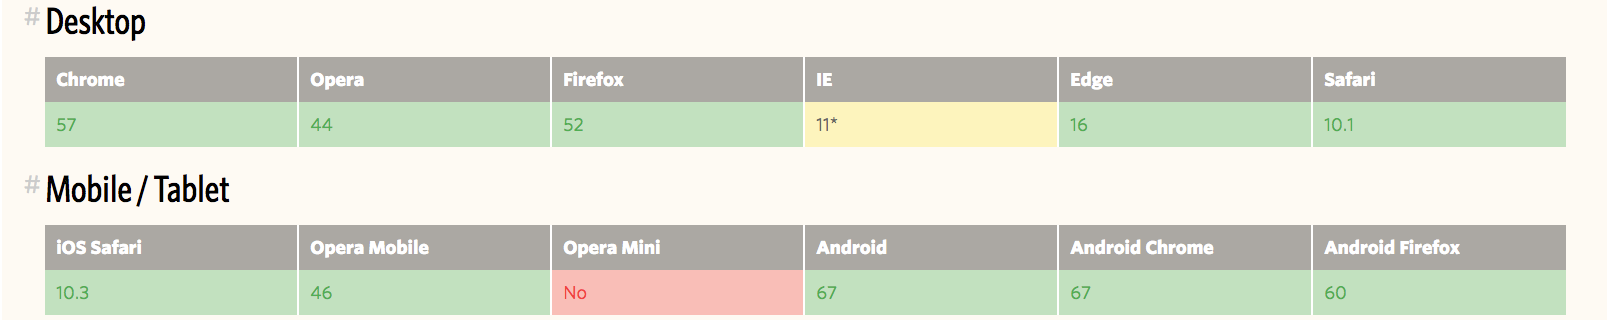 # Desktop
Chrome Opera Firefox IE Edge Safari
57 44 52 11* 16 10.1
# Mobile / Tablet
iOS Safari Opera Mobile Opera Mini Android Android Chrome Android Firefox
10.3 46 No 67 67 60